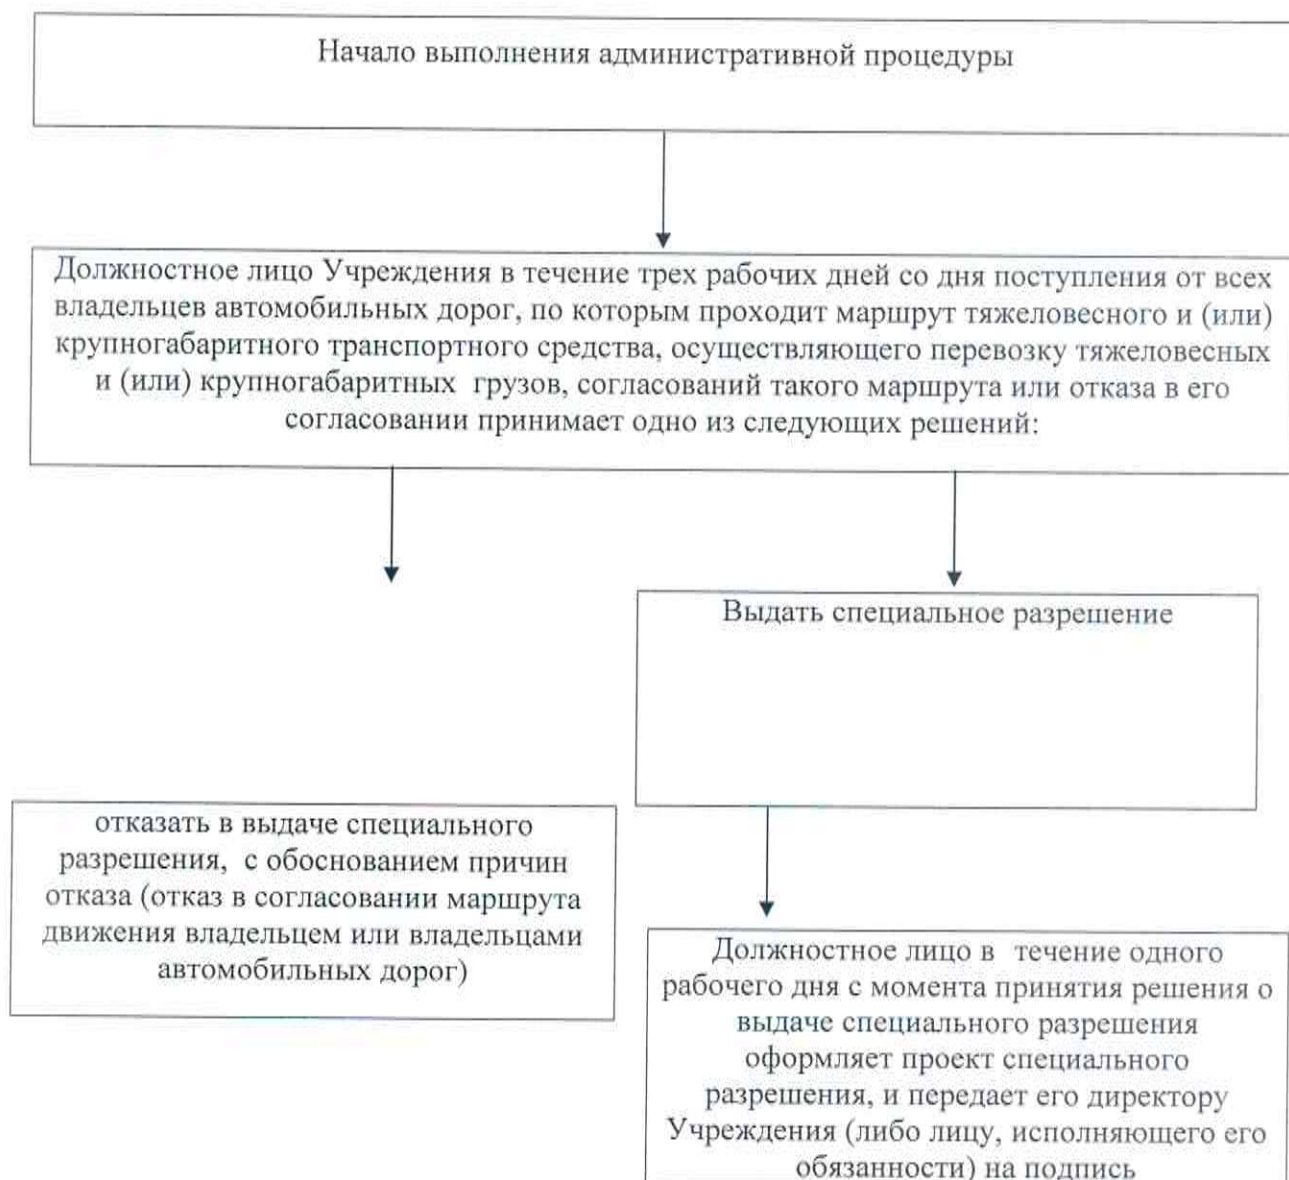 Начало выполнения административной процедуры
Должностное лицо Учреждения в течение трех рабочих дней со дня поступления от всех
владельцев автомобильных дорог, по которым проходит маршрут тяжеловесного и (или)
крупногабаритного транспортного средства, осуществляющего перевозку тяжеловесных
и (или) крупногабаритных грузов, согласований такого маршрута или отказа в его
согласовании принимает одно из следующих решений:
Выдать специальное разрешение
отказать в выдаче специального
разрешения, с обоснованием причин
отказа (отказ в согласовании маршрута
движения владельцем или владельцами
автомобильных дорог)
Должностное лицо в течение одного
рабочего дня с момента принятия решения о
выдаче специального разрешения
оформляет проект специального
разрешения, и передает его директору
Учреждения (либо лицу, исполняющего его
обязанности) на подпись